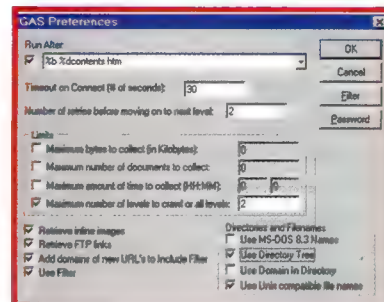 GAS Preferences
Run After
%b %dcontents htm
OK
Cancel
Filter
Password
Timeout on Connect (# of seconds): 30
Number of retries before moving on to next level: 2
Limits
Maximum bytes to collect (in Kilobytes): 0
Maximum number of documents to collect: 0
Maximum amount of time to collect (HH:MM): 0 0
Maximum number of levels to crawl or all levels: 2
Retrieve inline images
Retrieve FTP links
Add domains of new URL's to Include Filter
Use Filter
Directories and Filenames
Use MS-DOS 8.3 Names
Use Directory Tree
Use Domain in Directory
Use Unix compatible file names